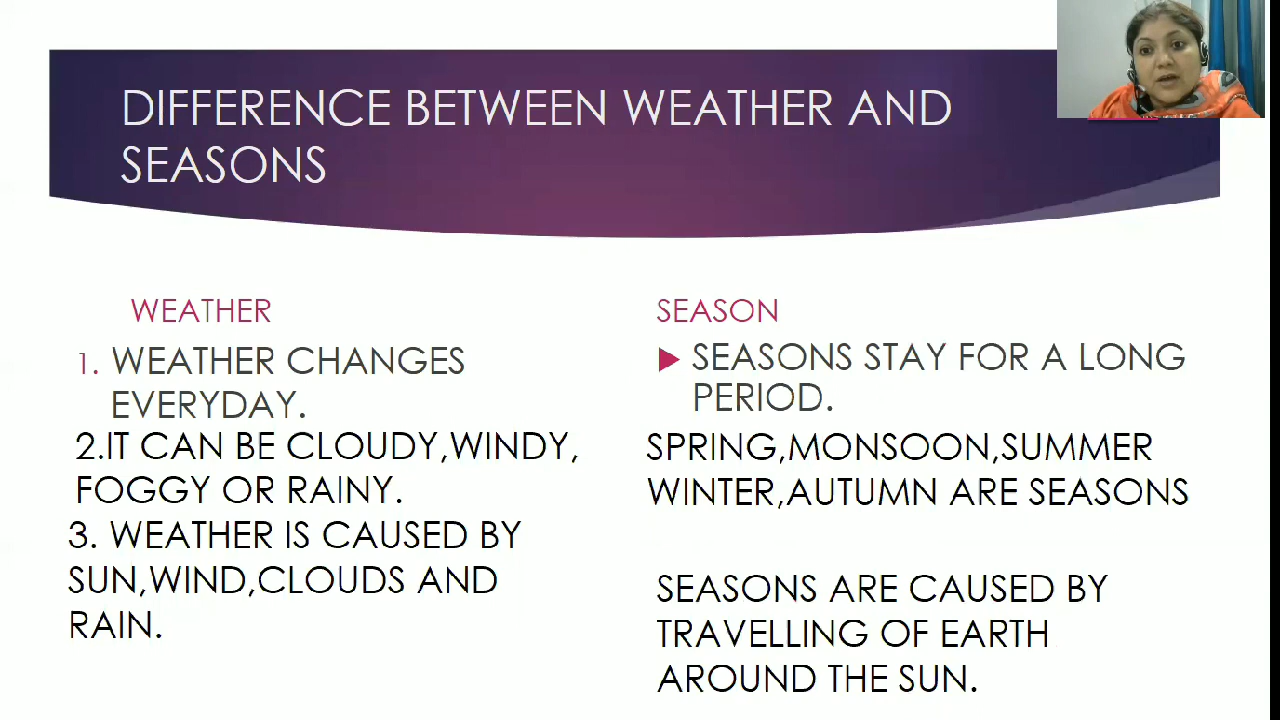 DIFFERENCE BETWEEN WEATHER AND
SEASONS
WEATHER
1. WEATHER CHANGES
EVERYDAY.
2.IT CAN BE CLOUDY,WINDY,
FOGGY OR RAINY.
3. WEATHER IS CAUSED BY
SUN,WIND,CLOUDS AND
RAIN.
SEASON
SEASONS STAY FOR A LONG
PERIOD.
SPRING,MONSOON,SUMMER
WINTER,AUTUMN ARE SEASONS
SEASONS ARE CAUSED BY
TRAVELLING OF EARTH
AROUND THE SUN.